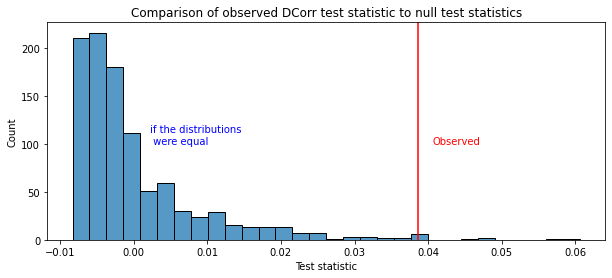 Comparison of observed DCorr test statistic to null test statistics
200
150
100
50
0
Count
if the distributions
were equal
Observed
−0.01 0.00 0.01 0.02 0.03 0.04 0.05 0.06
Test statistic